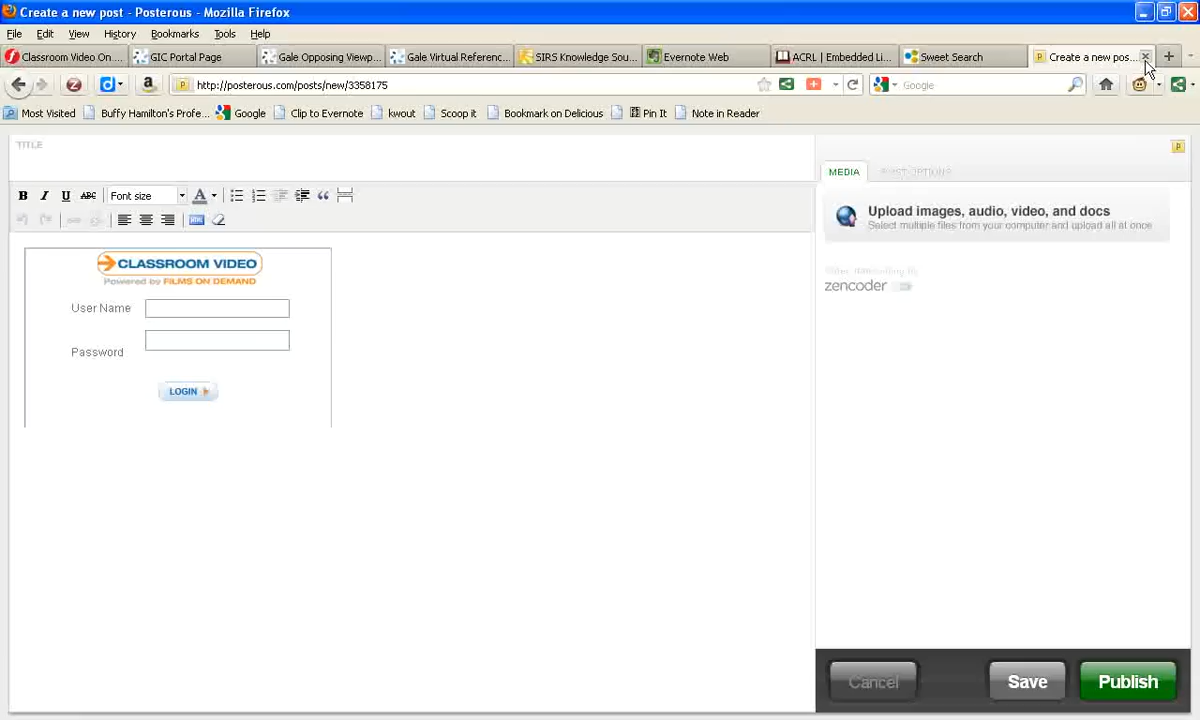 Create a new post - Posterous - Mozilla Firefox
File Edit View History Bookmarks Tools Help
Classroom Video On... GIC Portal Page Gale Opposing Viewp... Gale Virtual Referenc... SIRS Knowledge Sou... Evernote Web ACRL | Embedded Li... Sweet Search Create a new pos...
http://posterous.com/posts/new/3358175 Google
Most Visited Buffy Hamilton's Profe... Google Clip to Evernote kwout Scoop it Bookmark on Delicious Pin It Note in Reader
TITLE
MEDIA POST OPTIONS
B I U ABC Font size A
Upload images, audio, video, and docs
Select multiple files from your computer and upload all at once
HTML
CLASSROOM VIDEO
Powered by FILMS ON DEMAND
zencoder
User Name
Password
LOGIN
Cancel Save Publish